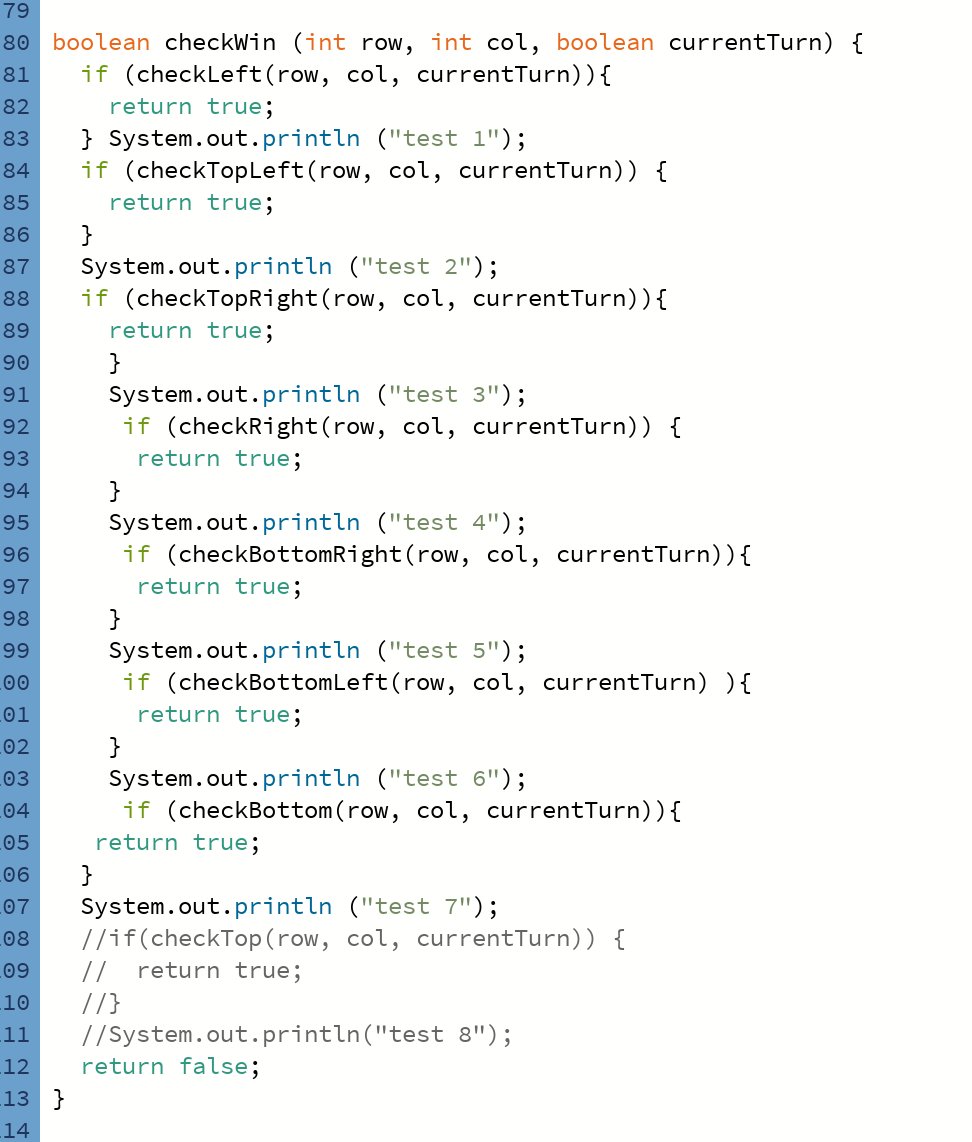 79
80 boolean checkWin (int row, int col, boolean currentTurn) {
81   if (checkLeft(row, col, currentTurn)){
82     return true;
83   } System.out.println ("test 1");
84   if (checkTopLeft(row, col, currentTurn)) {
85     return true;
86   }
87   System.out.println ("test 2");
88   if (checkTopRight(row, col, currentTurn)){
89     return true;
90     }
91     System.out.println ("test 3");
92      if (checkRight(row, col, currentTurn)) {
93       return true;
94     }
95     System.out.println ("test 4");
96      if (checkBottomRight(row, col, currentTurn)){
97       return true;
98     }
99     System.out.println ("test 5");
00      if (checkBottomLeft(row, col, currentTurn) ){
01       return true;
02     }
03     System.out.println ("test 6");
04      if (checkBottom(row, col, currentTurn)){
05    return true;
06   }
07   System.out.println ("test 7");
08   //if(checkTop(row, col, currentTurn)) {
09   //  return true;
10   //}
11   //System.out.println("test 8");
12   return false;
13 }
14